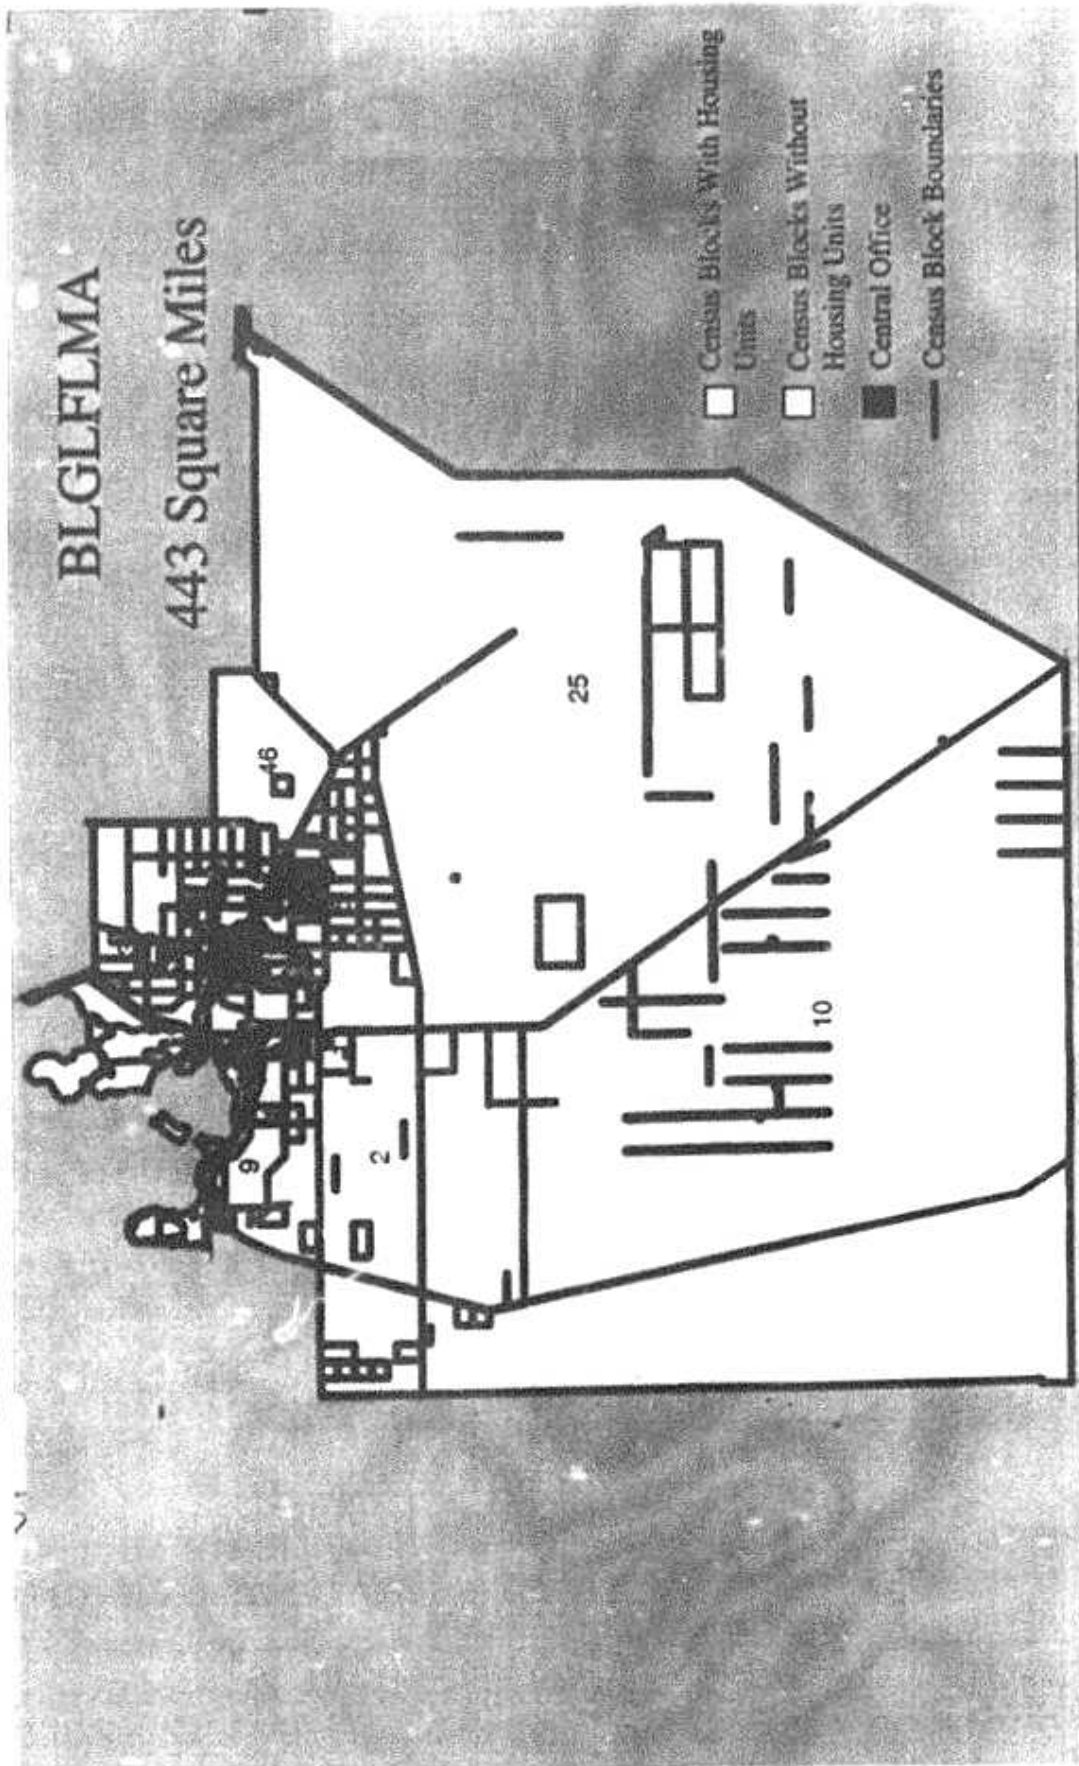 BLGLFLMA
443 Square Miles
46
25
9
2
10
Census Blocks With Housing
Units
Census Blocks Without
Housing Units
Central Office
Census Block Boundaries